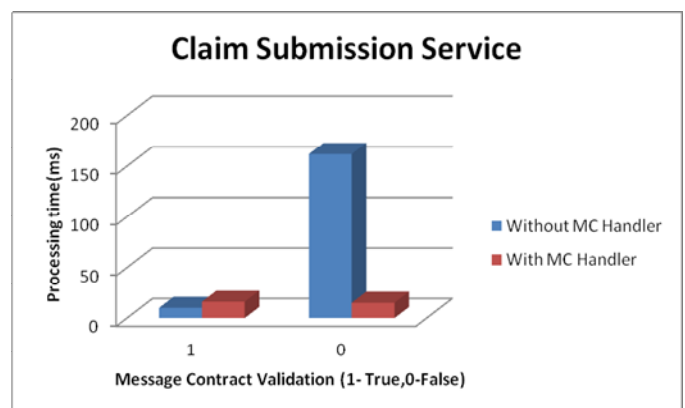 Claim Submission Service
Processing time(ms)
200
150
100
50
0
1
0
Message Contract Validation (1- True,0-False)
Without MC Handler
With MC Handler